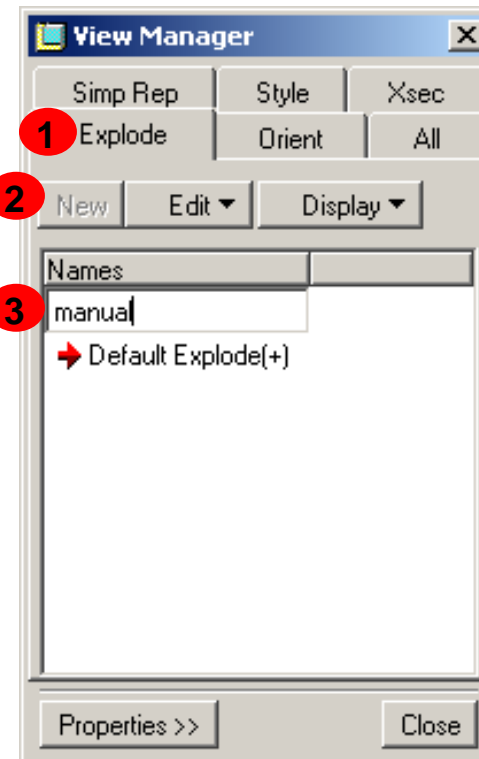 View Manager
Simp Rep Style Xsec
1 Explode Orient All
2 New Edit Display
Names
3 manual
Default Explode(+)
Properties >> Close